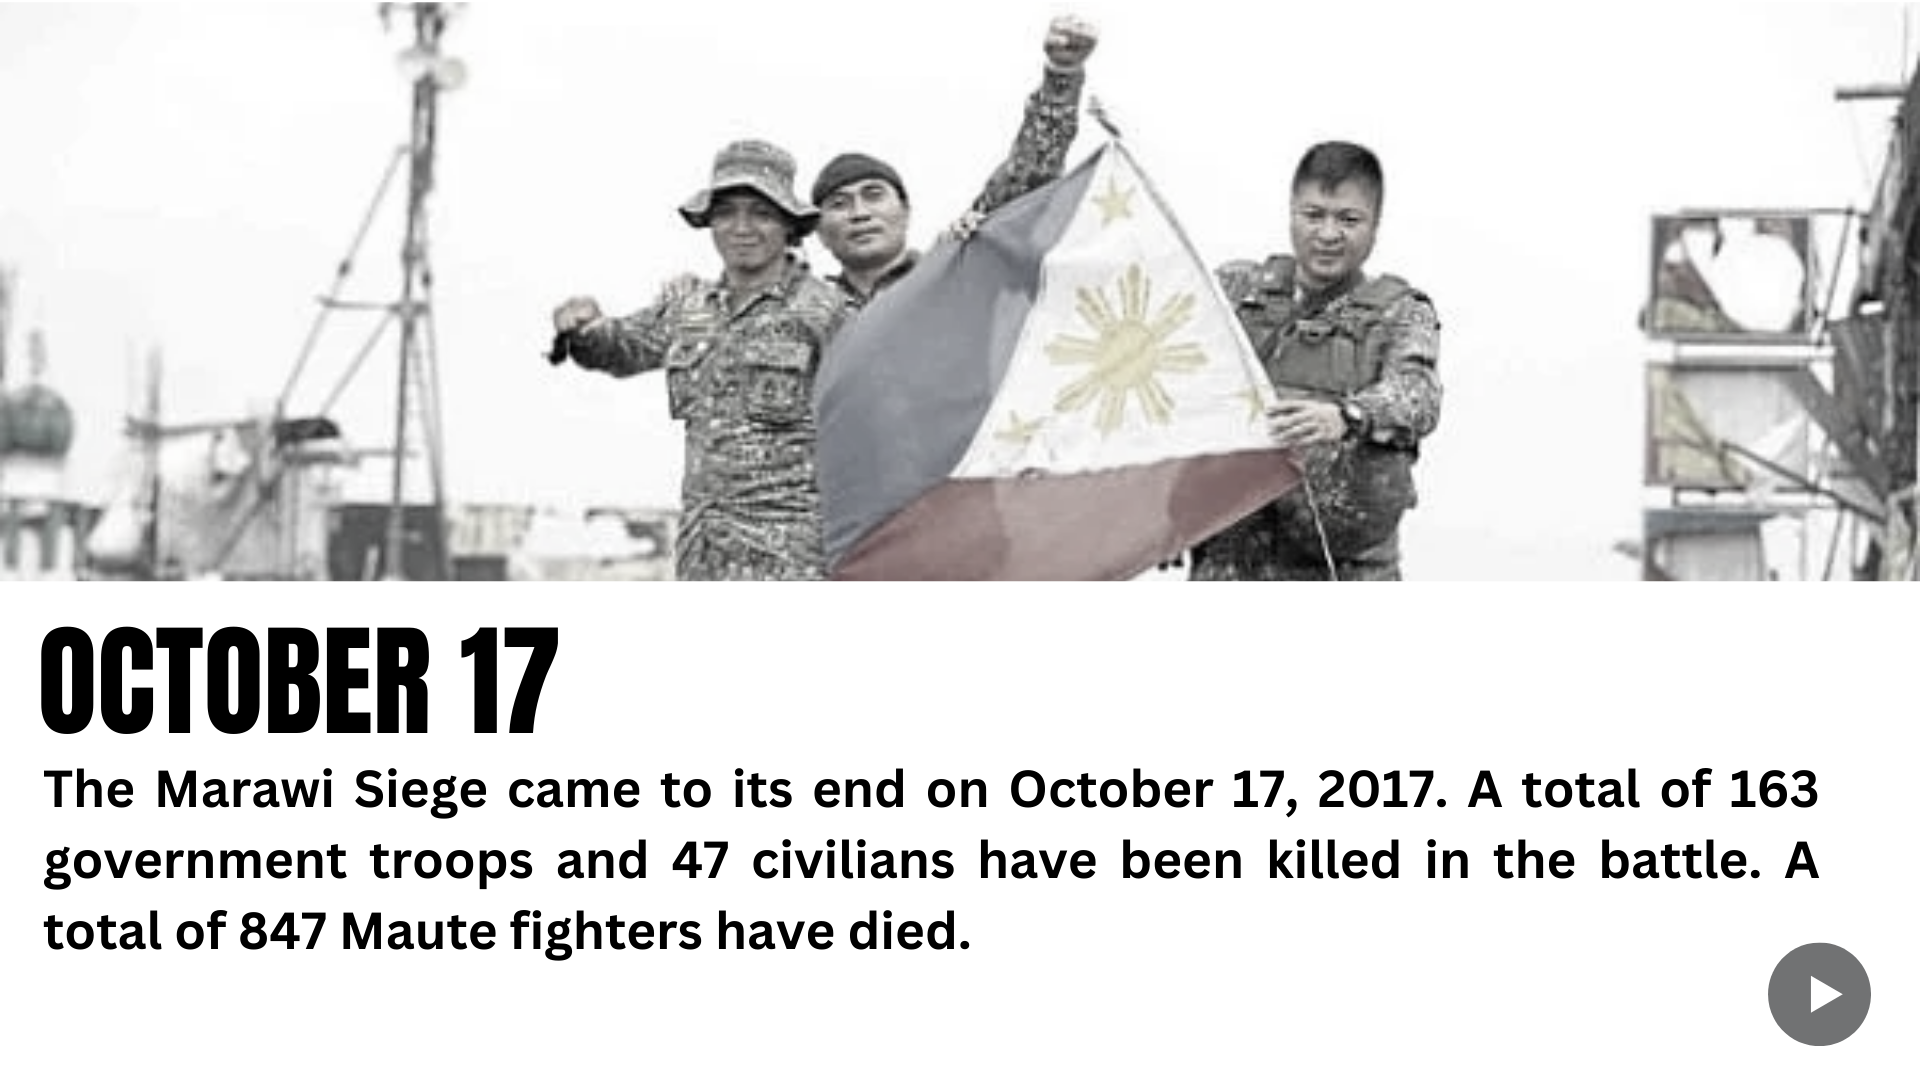 OCTOBER 17
The Marawi Siege came to its end on October 17, 2017. A total of 163
government troops and 47 civilians have been killed in the battle. A
total of 847 Maute fighters have died.